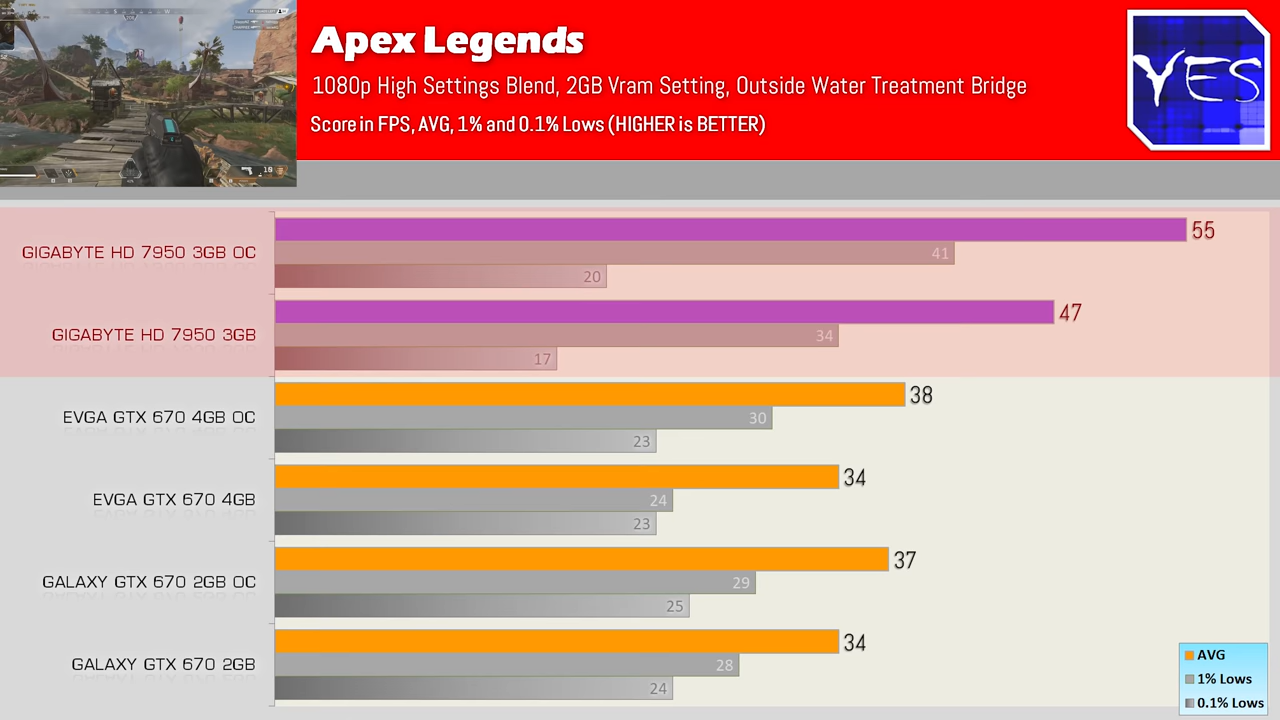 Apex Legends
1080p High Settings Blend, 2GB Vram Setting, Outside Water Treatment Bridge
Score in FPS, AVG, 1% and 0.1% Lows (HIGHER is BETTER)
YES
GIGABYTE HD 7950 3GB OC
55
41
20
GIGABYTE HD 7950 3GB
47
34
17
EVGA GTX 670 4GB OC
38
30
23
EVGA GTX 670 4GB
34
24
23
GALAXY GTX 670 2GB OC
37
29
25
GALAXY GTX 670 2GB
34
28
24
AVG
1% Lows
0.1% Lows